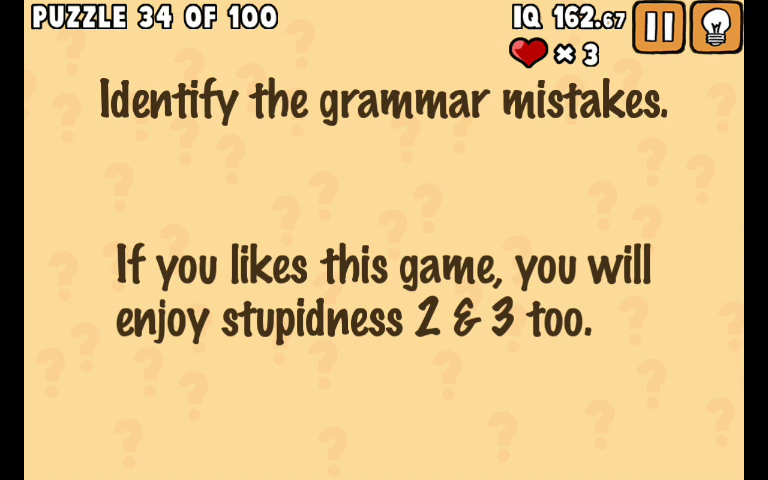 PUZZLE 34 OF 100
IQ 162.67
× 3
Identify the grammar mistakes.
If you likes this game, you will
enjoy stupidness 2 & 3 too.